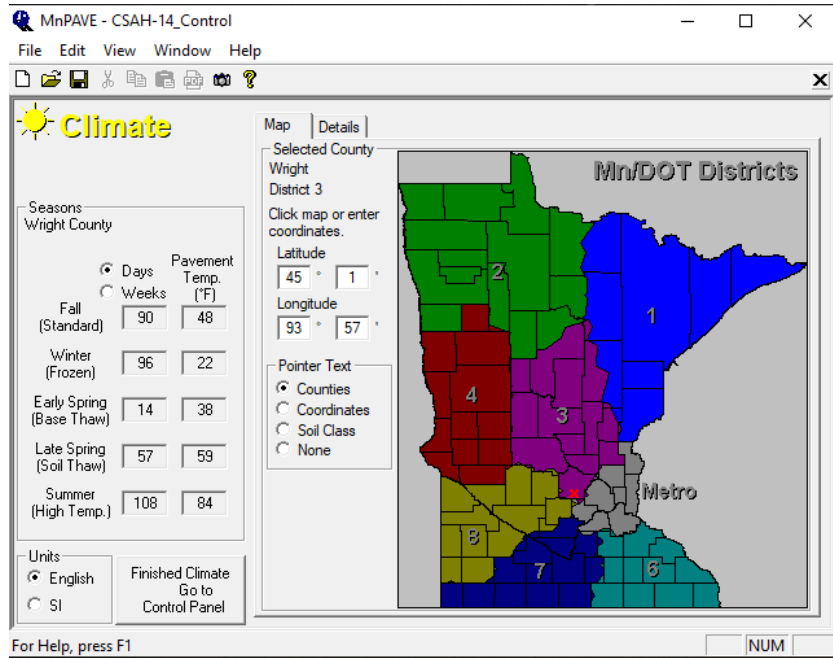 MnPAVE - CSAH-14_Control
File Edit View Window Help
Climate
Seasons
Wright County
Days
Weeks
Pavement
Temp.
(°F)
Fall
(Standard)
90 48
Winter
(Frozen)
96 22
Early Spring
(Base Thaw)
14 38
Late Spring
(Soil Thaw)
57 59
Summer
(High Temp.)
108 84
Units
English
SI
Finished Climate
Go to
Control Panel
Map Details
Selected County
Wright
District 3
Click map or enter
coordinates.
Latitude
45 ° 1 '
Longitude
93 ° 57 '
Pointer Text
Counties
Coordinates
Soil Class
None
Mn/DOT Districts
2
1
4
3
Metro
8
7
6
For Help, press F1
NUM